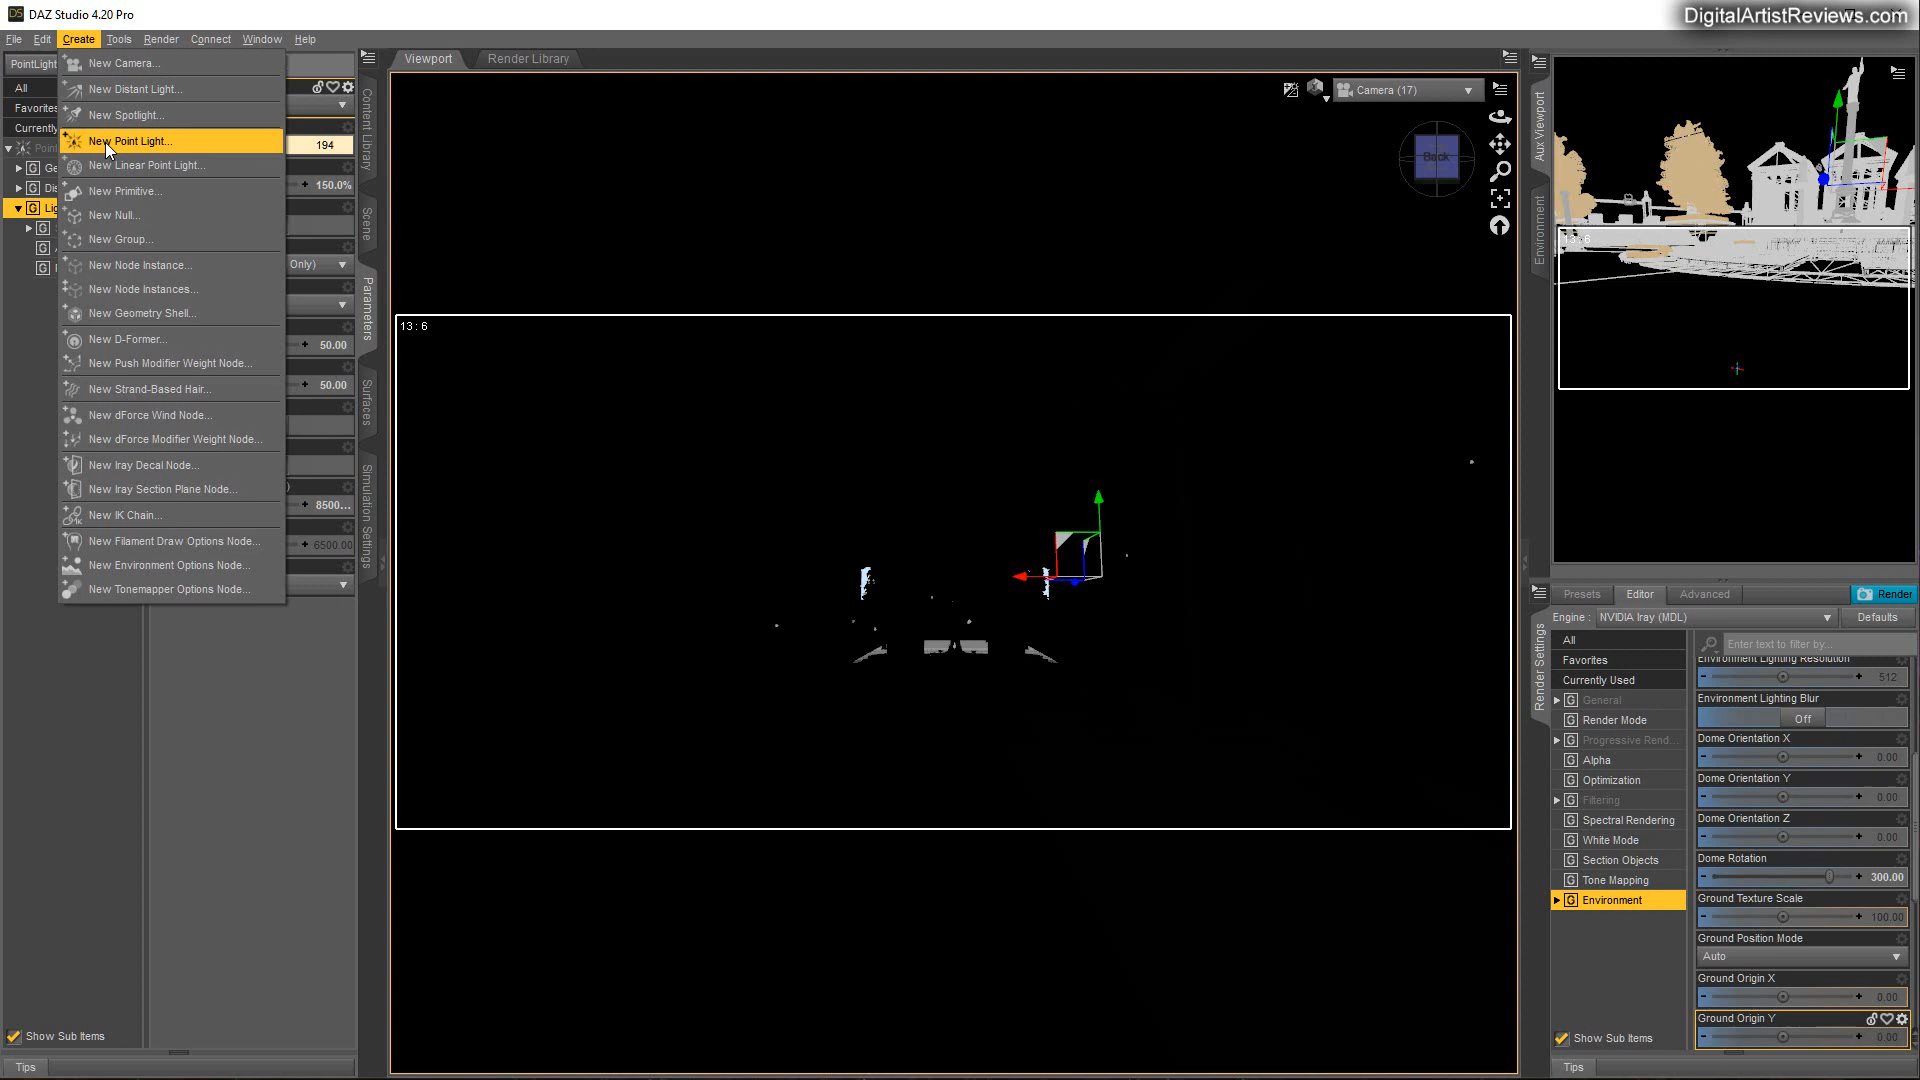 DAZ Studio 4.20 Pro
DigitalArtistReviews.com
File Edit Create Tools Render Connect Window Help
PointLight
All
Favorites
Currently
New Camera...
New Distant Light...
New Spotlight...
New Point Light...
New Linear Point Light...
New Primitive...
New Null...
New Group...
New Node Instance...
New Node Instances...
New Geometry Shell...
New D-Former...
New Push Modifier Weight Node...
New Strand-Based Hair...
New dForce Wind Node...
New dForce Modifier Weight Node...
New Iray Decal Node...
New Iray Section Plane Node...
New IK Chain...
New Filament Draw Options Node...
New Environment Options Node...
New Tonemapper Options Node...
194
150.0%
Only)
50.00
50.00
8500...
6500.00
Show Sub Items
Tips
Content Library
Scene
Parameters
Surfaces
Simulation Settings
Viewport Render Library
Camera (17)
Back
13 : 6
Aux Viewport
Environment
13 : 6
Presets Editor Advanced Render
Engine : NVIDIA Iray (MDL) Defaults
Render Settings
All
Favorites
Currently Used
General
Render Mode
Progressive Rend...
Alpha
Optimization
Filtering
Spectral Rendering
White Mode
Section Objects
Tone Mapping
Environment
Enter text to filter by...
Environment Lighting Resolution
512
Environment Lighting Blur
Off
Dome Orientation X
0.00
Dome Orientation Y
0.00
Dome Orientation Z
0.00
Dome Rotation
300.00
Ground Texture Scale
100.00
Ground Position Mode
Auto
Ground Origin X
0.00
Ground Origin Y
0.00
Show Sub Items
Tips